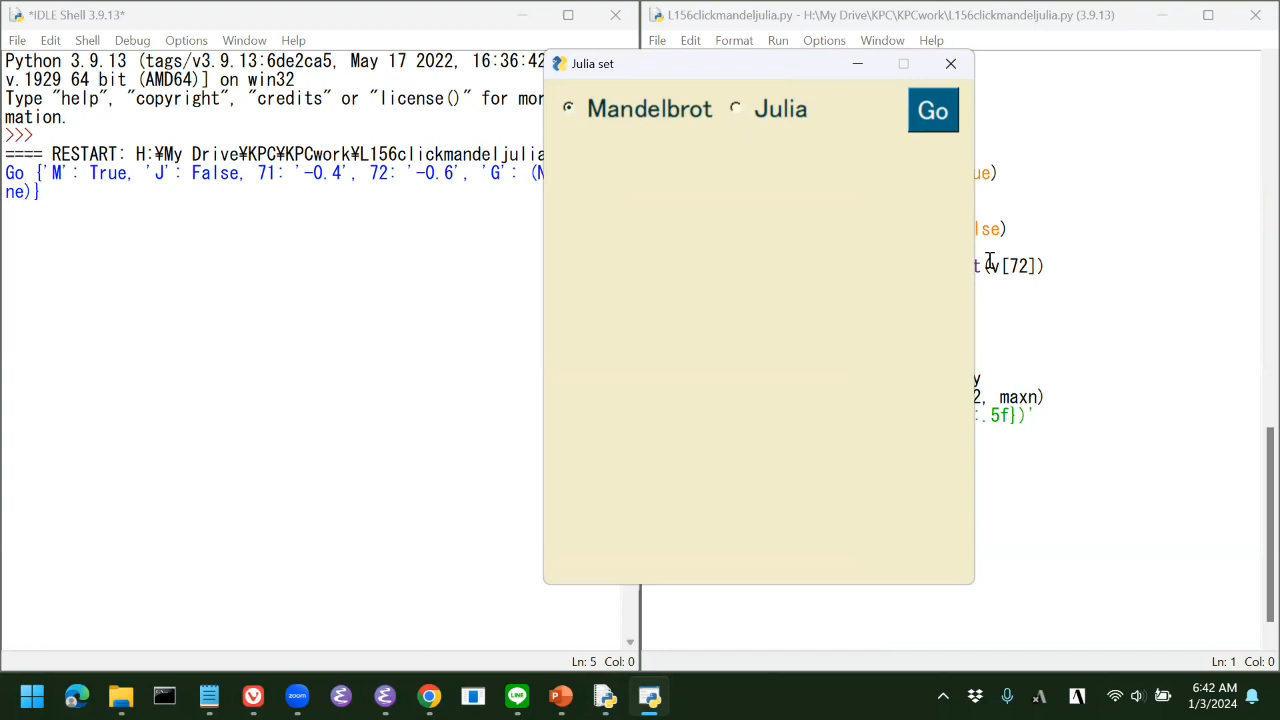 *IDLE Shell 3.9.13*
File Edit Shell Debug Options Window Help
Python 3.9.13 (tags/v3.9.13:6de2ca5, May 17 2022, 16:36:42
v.1929 64 bit (AMD64)] on win32
Type "help", "copyright", "credits" or "license()" for mor
mation.
>>>
==== RESTART: H:¥My Drive¥KPC¥KPCwork¥L156clickmandeljulia
Go {'M': True, 'J': False, 71: '-0.4', 72: '-0.6', 'G': (N
ne)}
Ln: 5 Col: 0
L156clickmandeljulia.py - H:\My Drive\KPC\KPCwork\L156clickmandeljulia.py (3.9.13)
File Edit Format Run Options Window Help
ue)
lse)
t(v[72])
y
2, maxn)
:.5f})'
Ln: 1 Col: 0
Julia set
Mandelbrot Julia Go
zoom
LINE
A
A
6:42 AM
1/3/2024